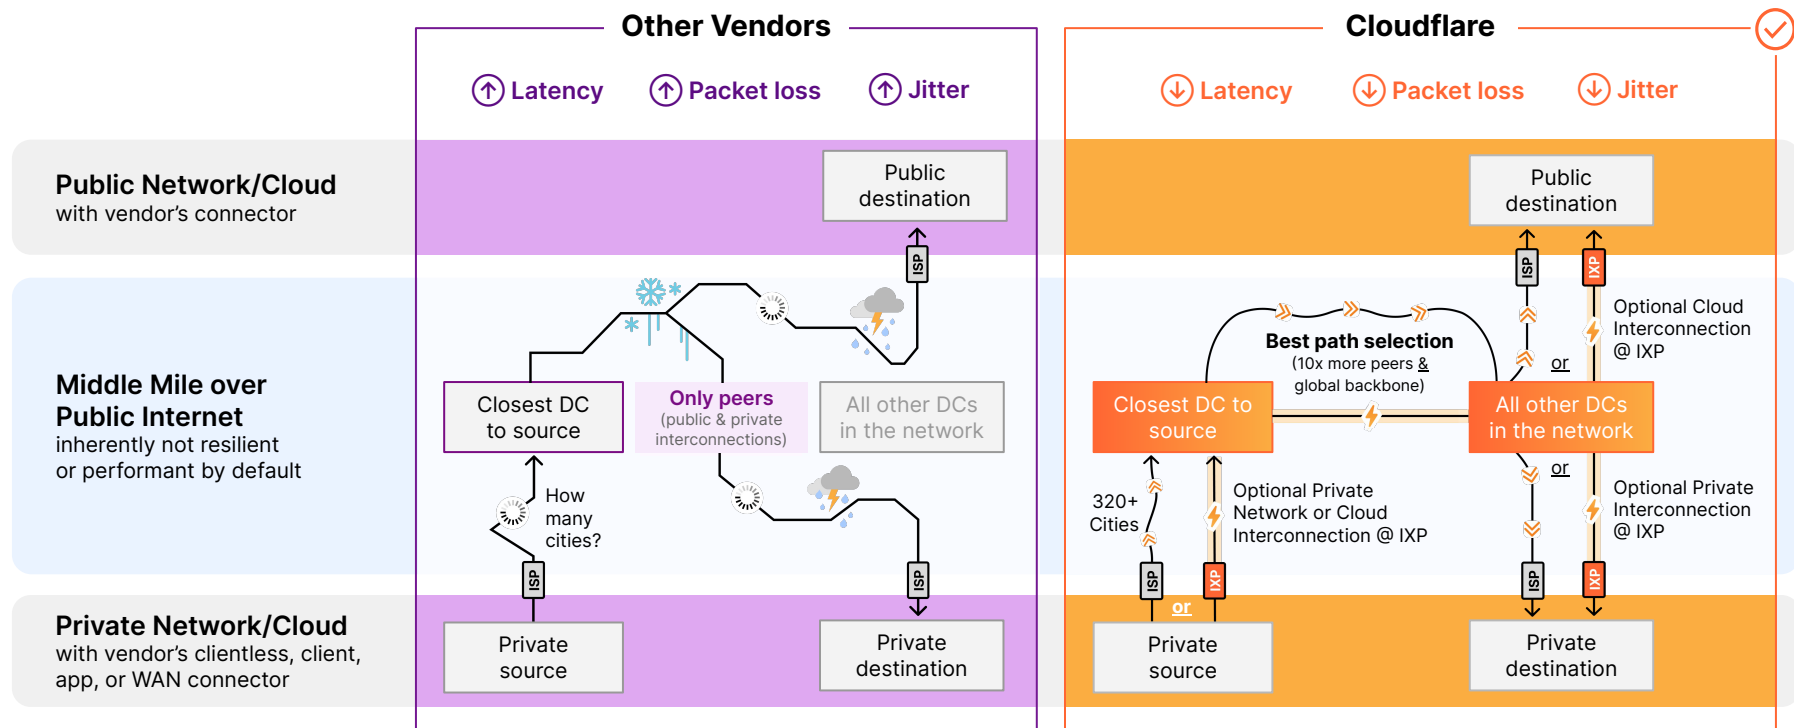 Other Vendors
Latency
Packet loss
Jitter
Cloudflare
Latency
Packet loss
Jitter
Public Network/Cloud
with vendor's connector
Public
destination
ISP
Public
destination
ISP
IXP
Middle Mile over
Public Internet
inherently not resilient
or performant by default
Closest DC
to source
Only peers
(public & private
interconnections)
All other DCs
in the network
How
many
cities?
ISP
ISP
Best path selection
(10x more peers &
global backbone)
Closest DC to
source
All other DCs
in the network
or
Optional Cloud
Interconnection
@ IXP
320+
Cities
Optional Private
Network or Cloud
Interconnection @ IXP
or
Optional Private
Interconnection
@ IXP
ISP
IXP
ISP
IXP
Private Network/Cloud
with vendor's clientless, client,
app, or WAN connector
Private
source
Private
destination
or
Private
source
Private
destination